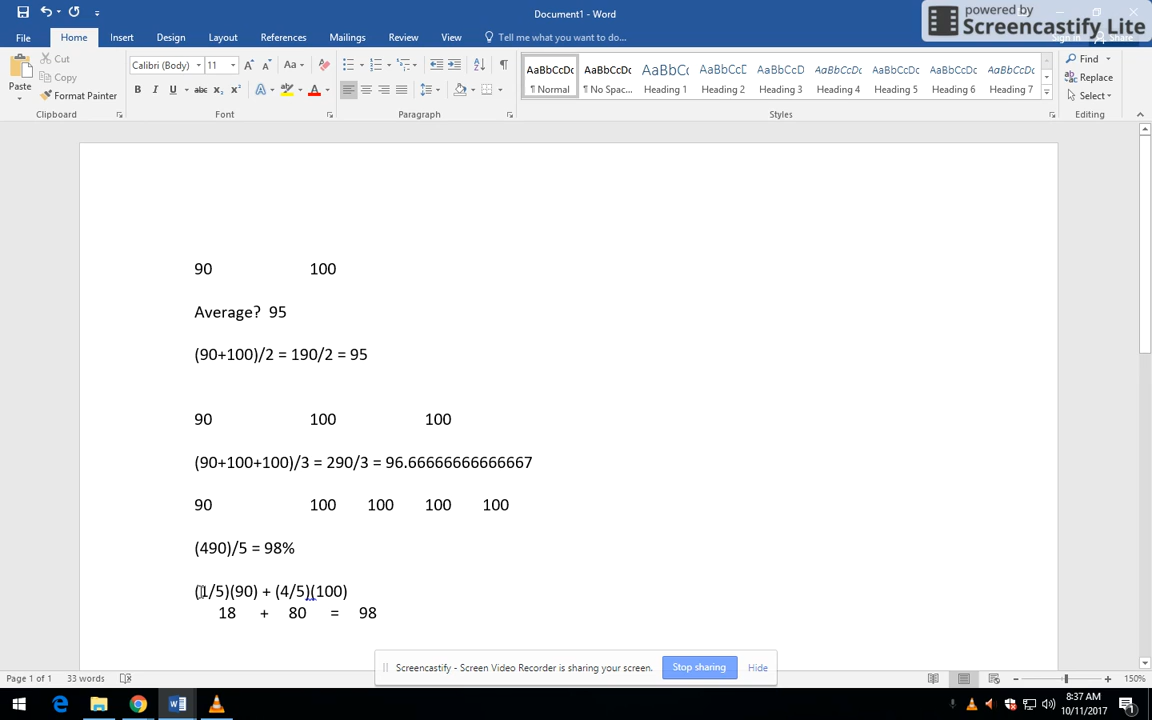 Document1 - Word
powered by
Screencastify Lite
File Home Insert Design Layout References Mailings Review View Tell me what you want to do...
Share
Paste
Cut
Copy
Format Painter
Clipboard
Calibri (Body) 11
Font
Paragraph
AaBbCcDc AaBbCcDc AaBbCc AaBbCcD AaBbCcDc AaBbCcDc AaBbCcDc AaBbCcDc AaBbCcDc
¶ Normal ¶ No Spac... Heading 1 Heading 2 Heading 3 Heading 4 Heading 5 Heading 6 Heading 7
Styles
Find
Replace
Select
Editing
90 100
Average? 95
(90+100)/2 = 190/2 = 95
90 100 100
(90+100+100)/3 = 290/3 = 96.66666666666667
90 100 100 100 100
(490)/5 = 98%
(1/5)(90) + (4/5)(100)
18 + 80 = 98
Screencastify - Screen Video Recorder is sharing your screen. Stop sharing Hide
Page 1 of 1 33 words 150%
8:37 AM
10/11/2017